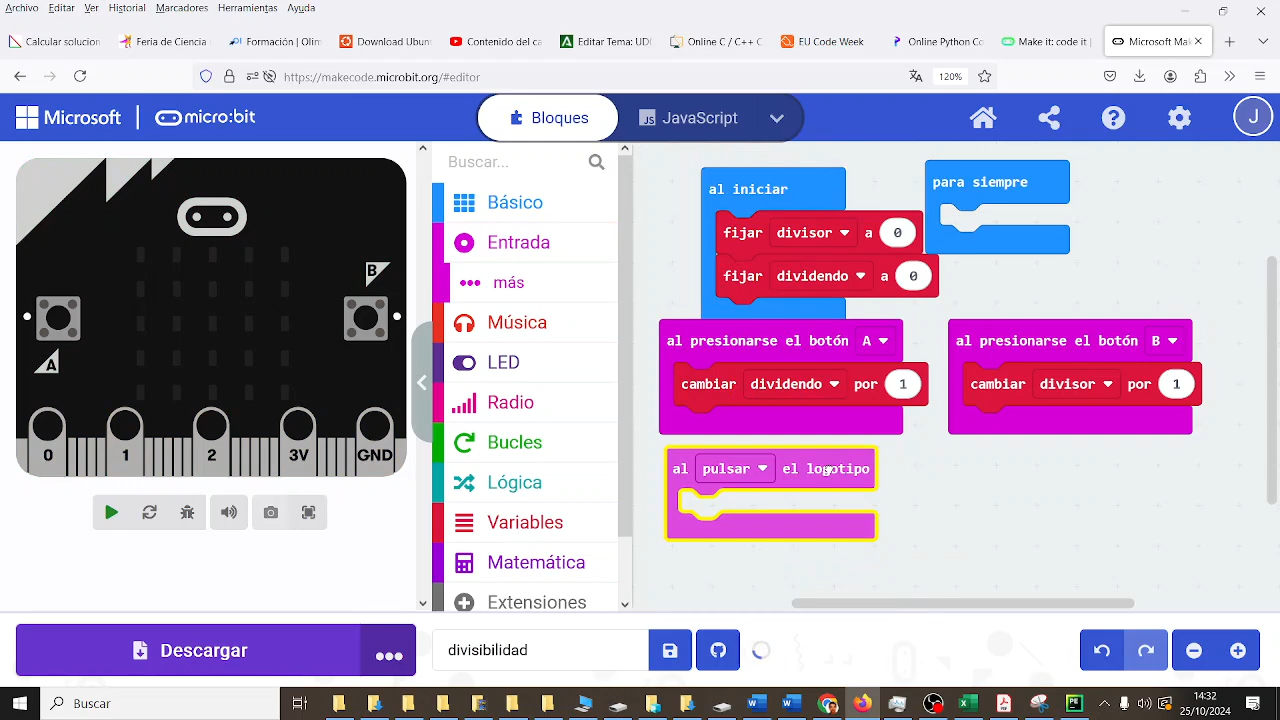 Archivo Editar Ver Historial Marcadores Herramientas Ayuda
Calcular solucion
Feria de Ciencia
Formación | Olim
Download Ubun
Contenido del ca
Editar Tema: UD
Online C / C++ C
EU Code Week
Online Python Co
Makeit: code it |
Microsoft Mak
https://makecode.microbit.org/#editor
120%
Microsoft
micro:bit
Bloques
JavaScript
J
A
B
0 1 2 3V GND
Buscar...
Básico
Entrada
más
Música
LED
Radio
Bucles
Lógica
Variables
Matemática
Extensiones
al iniciar
fijar divisor a 0
fijar dividendo a 0
para siempre
al presionarse el botón A
cambiar dividendo por 1
al presionarse el botón B
cambiar divisor por 1
al pulsar el logotipo
Descargar
divisibilidad
Buscar
14:32
25/10/2024